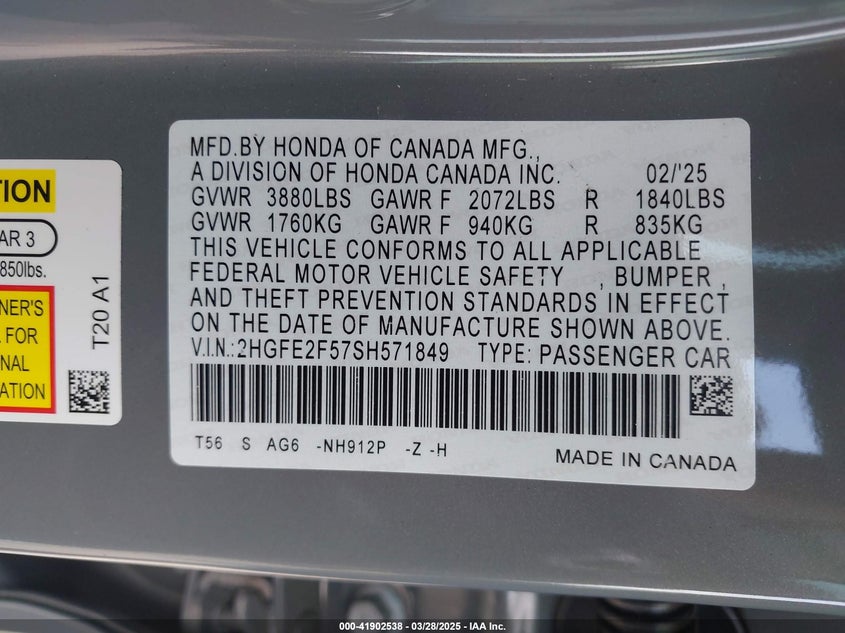 TION
AR 3
850lbs.
NER'S
FOR
NAL
ATION
T20 A1
MFD.BY HONDA OF CANADA MFG.,
A DIVISION OF HONDA CANADA INC. 02/'25
GVWR 3880LBS GAWR F 2072LBS R 1840LBS
GVWR 1760KG GAWR F 940KG R 835KG
THIS VEHICLE CONFORMS TO ALL APPLICABLE
FEDERAL MOTOR VEHICLE SAFETY , BUMPER ,
AND THEFT PREVENTION STANDARDS IN EFFECT
ON THE DATE OF MANUFACTURE SHOWN ABOVE.
V.I.N.:2HGFE2F57SH571849 TYPE: PASSENGER CAR
T56 S AG6 -NH912P -Z -H
MADE IN CANADA
000-41902538 — 03/28/2025 — IAA Inc.